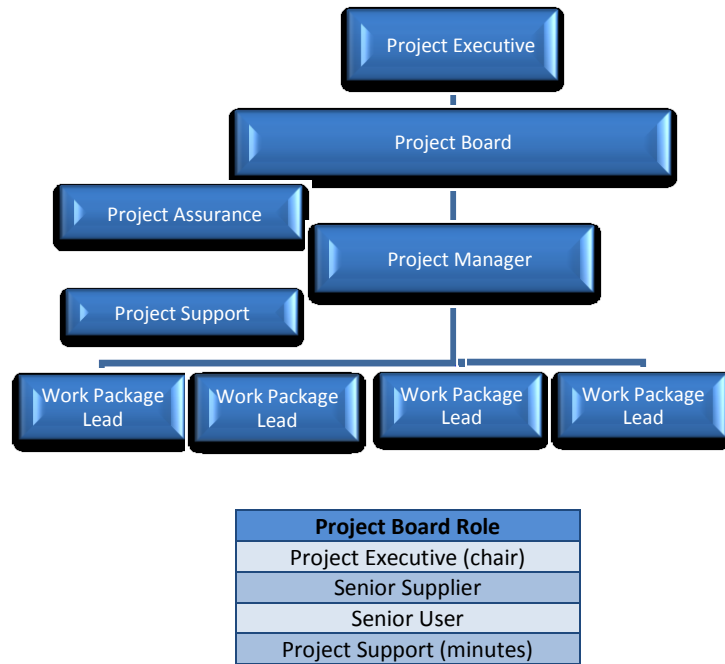 Project Executive
Project Board
Project Assurance
Project Manager
Project Support
Work Package
Lead
Work Package
Lead
Work Package
Lead
Work Package
Lead
Project Board Role
Project Executive (chair)
Senior Supplier
Senior User
Project Support (minutes)